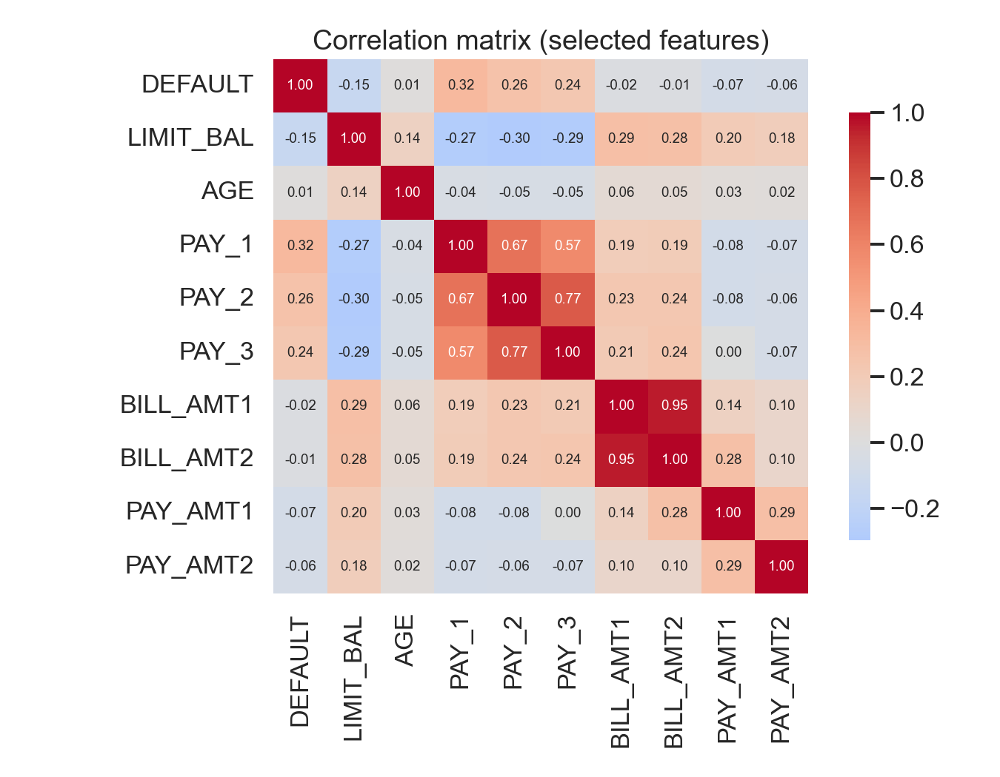 Correlation matrix (selected features)
DEFAULT 1.00 -0.15 0.01 0.32 0.26 0.24 -0.02 -0.01 -0.07 -0.06
LIMIT_BAL -0.15 1.00 0.14 -0.27 -0.30 -0.29 0.29 0.28 0.20 0.18
AGE 0.01 0.14 1.00 -0.04 -0.05 -0.05 0.06 0.05 0.03 0.02
PAY_1 0.32 -0.27 -0.04 1.00 0.67 0.57 0.19 0.19 -0.08 -0.07
PAY_2 0.26 -0.30 -0.05 0.67 1.00 0.77 0.23 0.24 -0.08 -0.06
PAY_3 0.24 -0.29 -0.05 0.57 0.77 1.00 0.21 0.24 0.00 -0.07
BILL_AMT1 -0.02 0.29 0.06 0.19 0.23 0.21 1.00 0.95 0.14 0.10
BILL_AMT2 -0.01 0.28 0.05 0.19 0.24 0.24 0.95 1.00 0.28 0.10
PAY_AMT1 -0.07 0.20 0.03 -0.08 -0.08 0.00 0.14 0.28 1.00 0.29
PAY_AMT2 -0.06 0.18 0.02 -0.07 -0.06 -0.07 0.10 0.10 0.29 1.00
DEFAULT LIMIT_BAL AGE PAY_1 PAY_2 PAY_3 BILL_AMT1 BILL_AMT2 PAY_AMT1 PAY_AMT2
1.0
0.8
0.6
0.4
0.2
0.0
−0.2